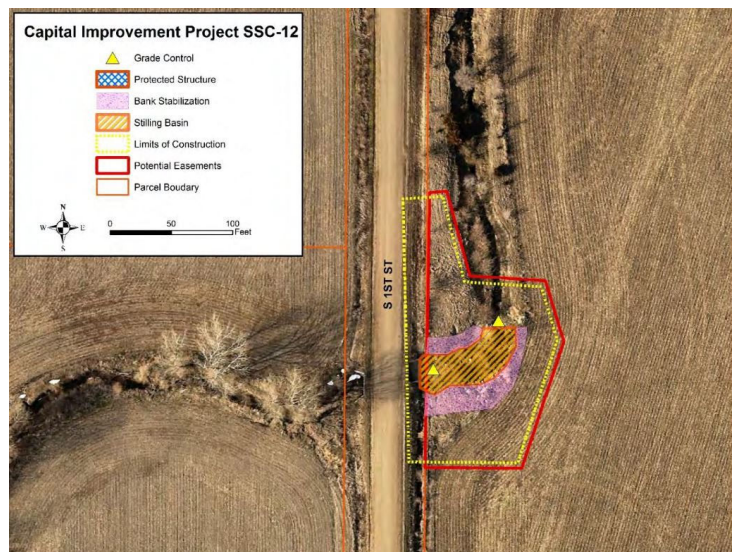 Capital Improvement Project SSC-12
Grade Control
Protected Structure
Bank Stabilization
Stilling Basin
Limits of Construction
Potential Easements
Parcel Boudary
N
W E
S
0 50 100
Feet
S 1ST ST